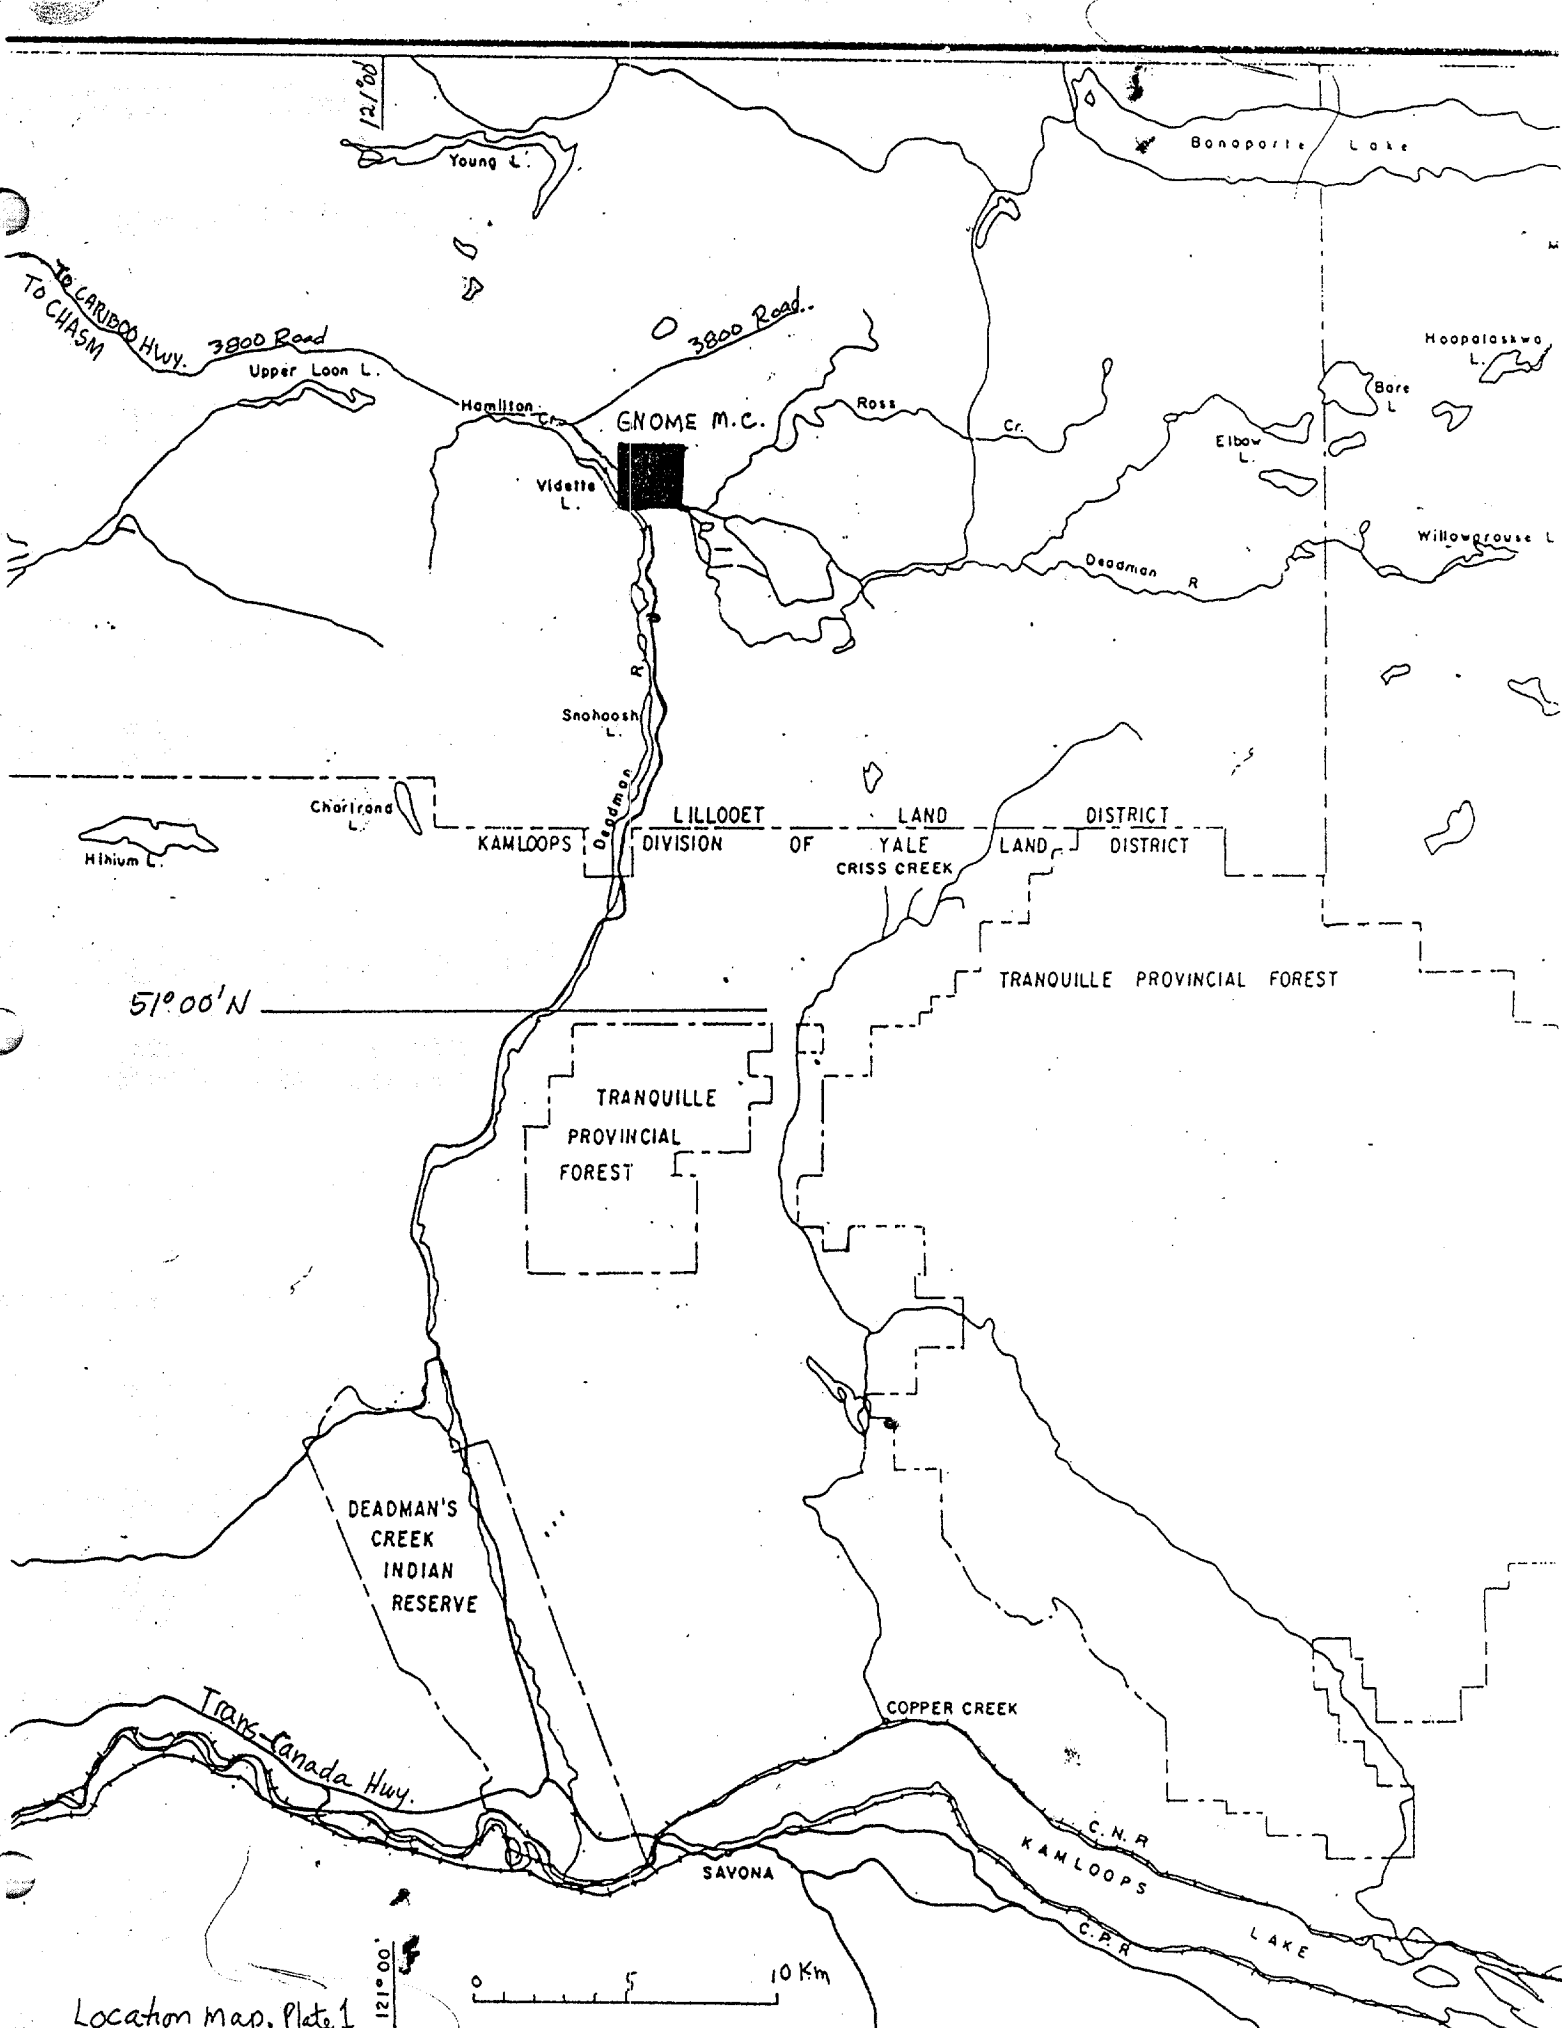 121°00'
Young L.
Bonaparte Lake
TO CARIBOO HWY.
TO CHASM
3800 Road
3800 Road..
Upper Loon L.
Hoopataskwa
L.
Bare
L
Hamilton Cr.
GNOME M.C.
Ross Cr.
Elbow
L.
Vidette
L.
Willowgrouse L
Deadman R
R.
Snohoosh
L.
Deadman
Chartrand
L.
Hihium L.
LILLOOET LAND DISTRICT
KAMLOOPS DIVISION OF YALE LAND DISTRICT
CRISS CREEK
TRANQUILLE PROVINCIAL FOREST
51°00'N
TRANQUILLE
PROVINCIAL
FOREST
DEADMAN'S
CREEK
INDIAN
RESERVE
Trans-Canada Hwy.
COPPER CREEK
C.N.R
KAMLOOPS
LAKE
SAVONA
C.P.R
121°00'
0 5 10 Km
Location Map. Plate 1